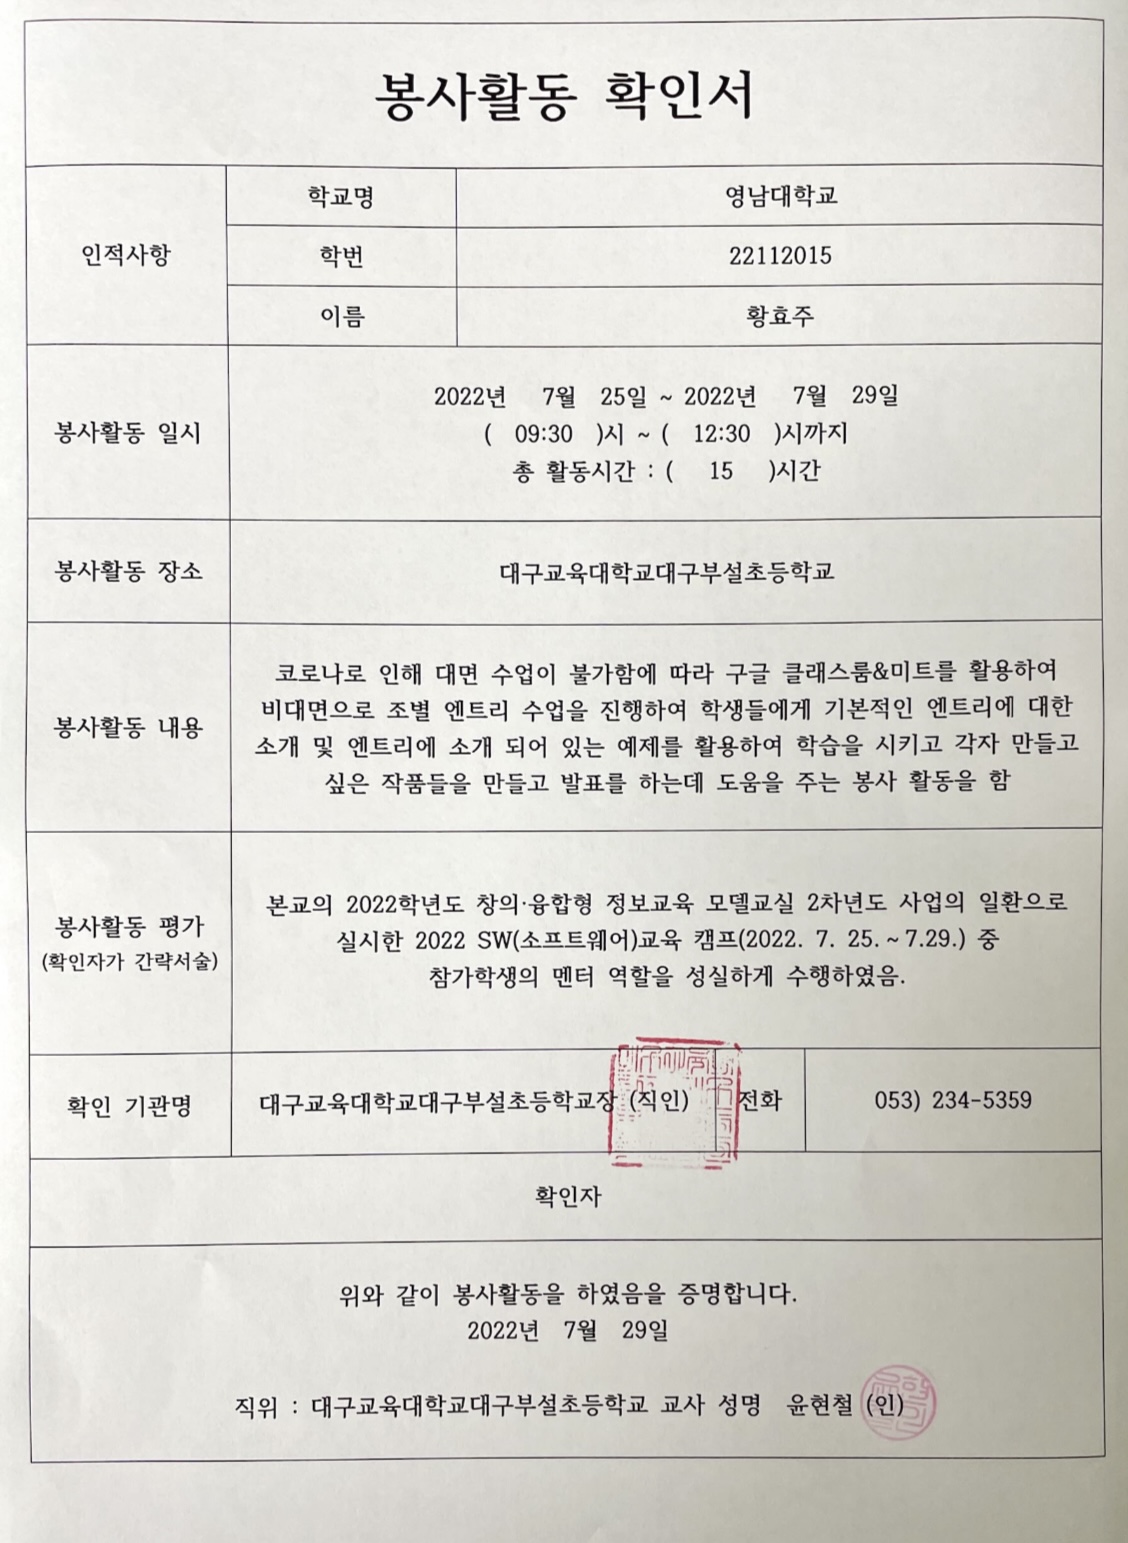 봉사활동 확인서
인적사항
학교명
영남대학교
학번
22112015
이름
황효주
봉사활동 일시
2022년 7월 25일 ~ 2022년 7월 29일
( 09:30 )시 ~ ( 12:30 )시까지
총 활동시간 : ( 15 )시간
봉사활동 장소
대구교육대학교대구부설초등학교
봉사활동 내용
코로나로 인해 대면 수업이 불가함에 따라 구글 클래스룸&미트를 활용하여
비대면으로 조별 엔트리 수업을 진행하여 학생들에게 기본적인 엔트리에 대한
소개 및 엔트리에 소개 되어 있는 예제를 활용하여 학습을 시키고 각자 만들고
싶은 작품들을 만들고 발표를 하는데 도움을 주는 봉사 활동을 함
봉사활동 평가
(확인자가 간략서술)
본교의 2022학년도 창의·융합형 정보교육 모델교실 2차년도 사업의 일환으로
실시한 2022 SW(소프트웨어)교육 캠프(2022. 7. 25. ~ 7.29.) 중
참가학생의 멘터 역할을 성실하게 수행하였음.
확인 기관명
대구교육대학교대구부설초등학교장 (직인)
전화
053) 234-5359
확인자
위와 같이 봉사활동을 하였음을 증명합니다.
2022년 7월 29일
직위 : 대구교육대학교대구부설초등학교 교사 성명 윤현철 (인)